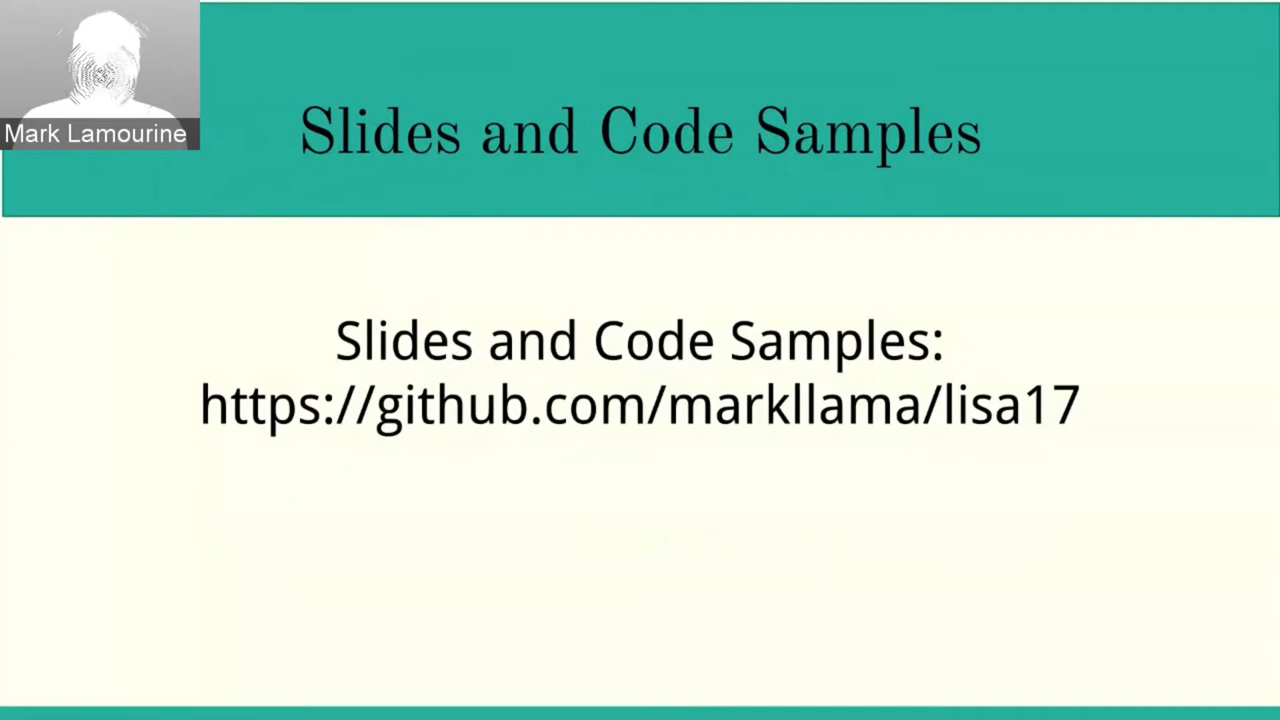 Mark Lamourine
Slides and Code Samples
Slides and Code Samples:
https://github.com/markllama/lisa17